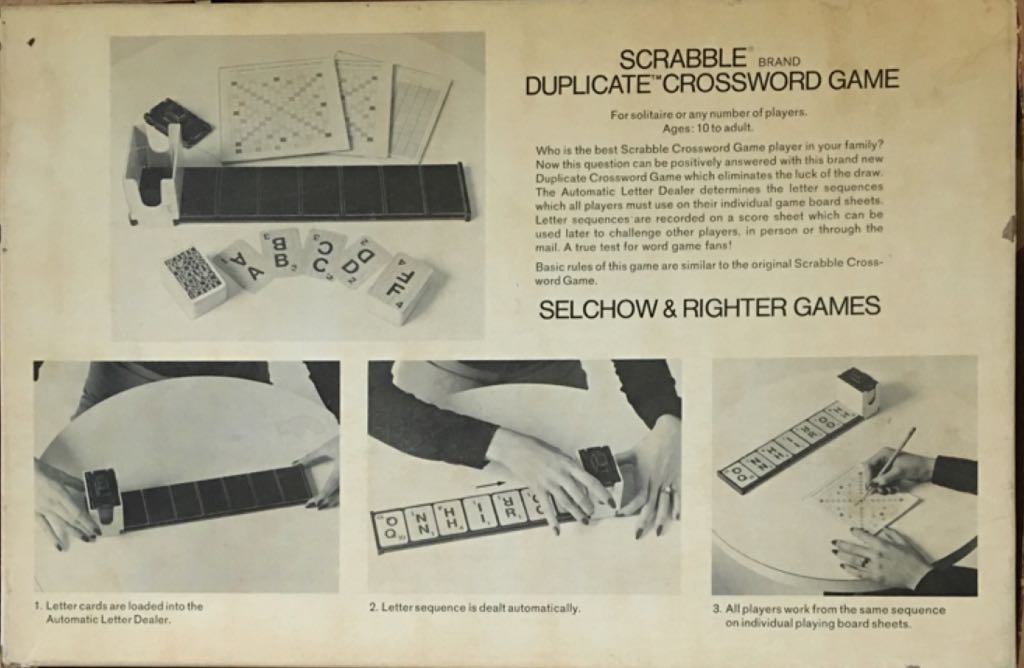 SCRABBLE® BRAND
DUPLICATE™ CROSSWORD GAME
For solitaire or any number of players.
Ages: 10 to adult.
Who is the best Scrabble Crossword Game player in your family?
Now this question can be positively answered with this brand new
Duplicate Crossword Game which eliminates the luck of the draw.
The Automatic Letter Dealer determines the letter sequences
which all players must use on their individual game board sheets.
Letter sequences are recorded on a score sheet which can be
used later to challenge other players, in person or through the
mail. A true test for word game fans!
Basic rules of this game are similar to the original Scrabble Cross-
word Game.
SELCHOW & RIGHTER GAMES
A B C D F
A B C D F
1. Letter cards are loaded into the
Automatic Letter Dealer.
O N H I R
Q N H I R
2. Letter sequence is dealt automatically.
3. All players work from the same sequence
on individual playing board sheets.